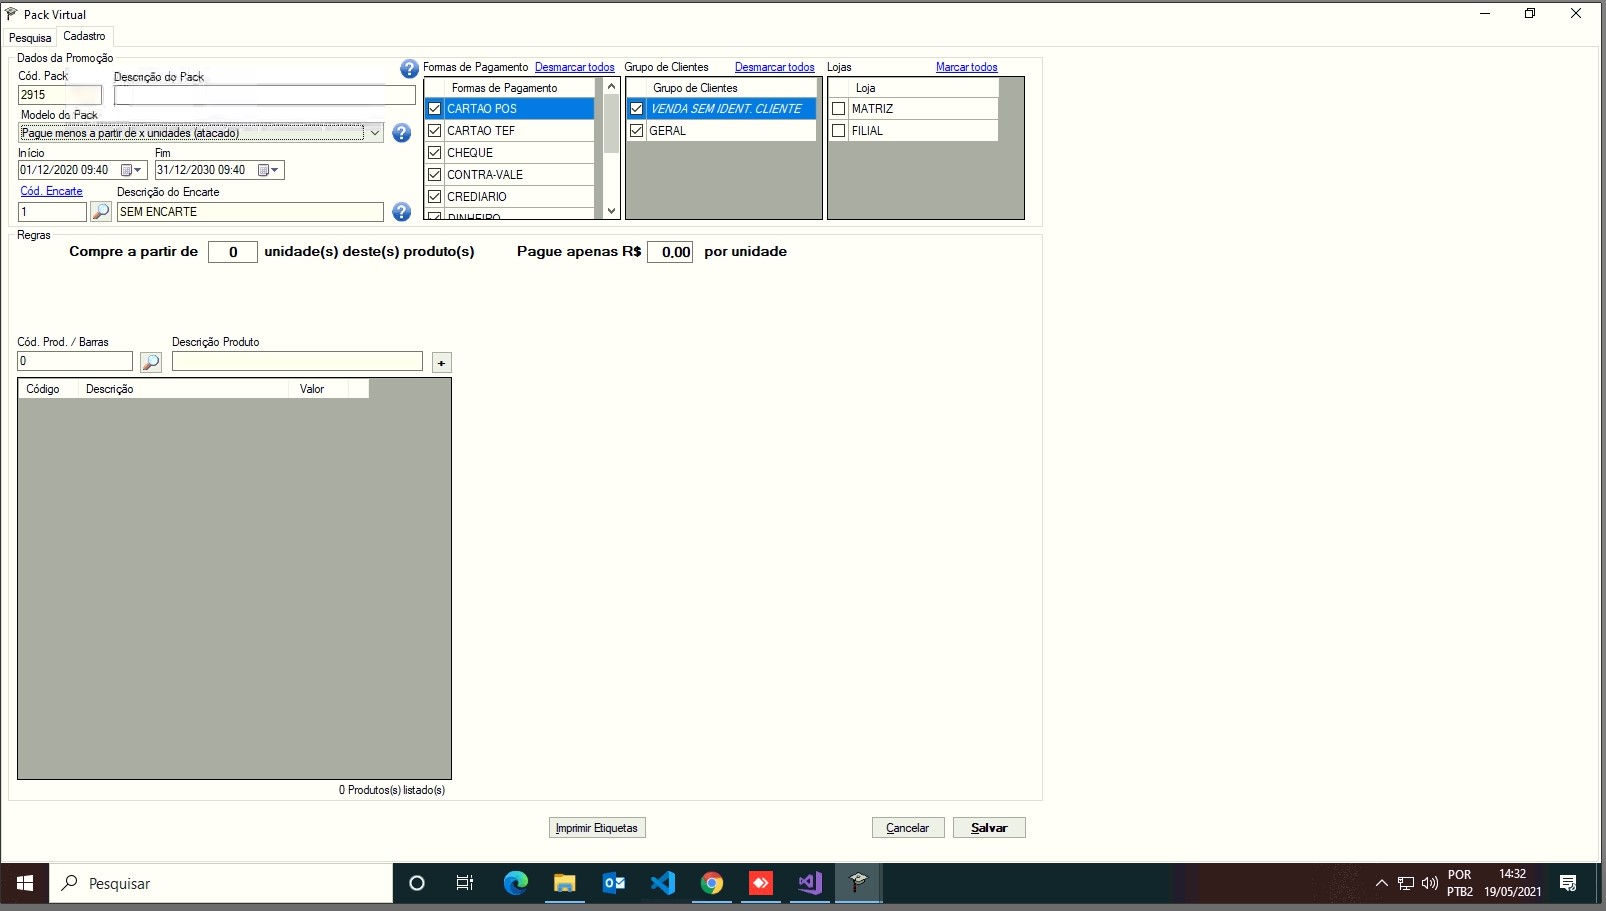 Pack Virtual
Pesquisa
Cadastro
Dados da Promoção
Cód. Pack
Descrição do Pack
2915
Modelo do Pack
Pague menos a partir de x unidades (atacado)
Início
Fim
01/12/2020 09:40
31/12/2030 09:40
Cód. Encarte
Descrição do Encarte
1
SEM ENCARTE
Formas de Pagamento
Desmarcar todos
Formas de Pagamento
CARTAO POS
CARTAO TEF
CHEQUE
CONTRA-VALE
CREDIARIO
DINHEIRO
Grupo de Clientes
Desmarcar todos
Grupo de Clientes
VENDA SEM IDENT. CLIENTE
GERAL
Lojas
Marcar todos
Loja
MATRIZ
FILIAL
Regras
Compre a partir de 0 unidade(s) deste(s) produto(s) Pague apenas R$ 0,00 por unidade
Cód. Prod. / Barras
Descrição Produto
0
+
Código
Descrição
Valor
0 Produtos(s) listado(s)
Imprimir Etiquetas
Cancelar
Salvar
Pesquisar
POR
PTB2
14:32
19/05/2021